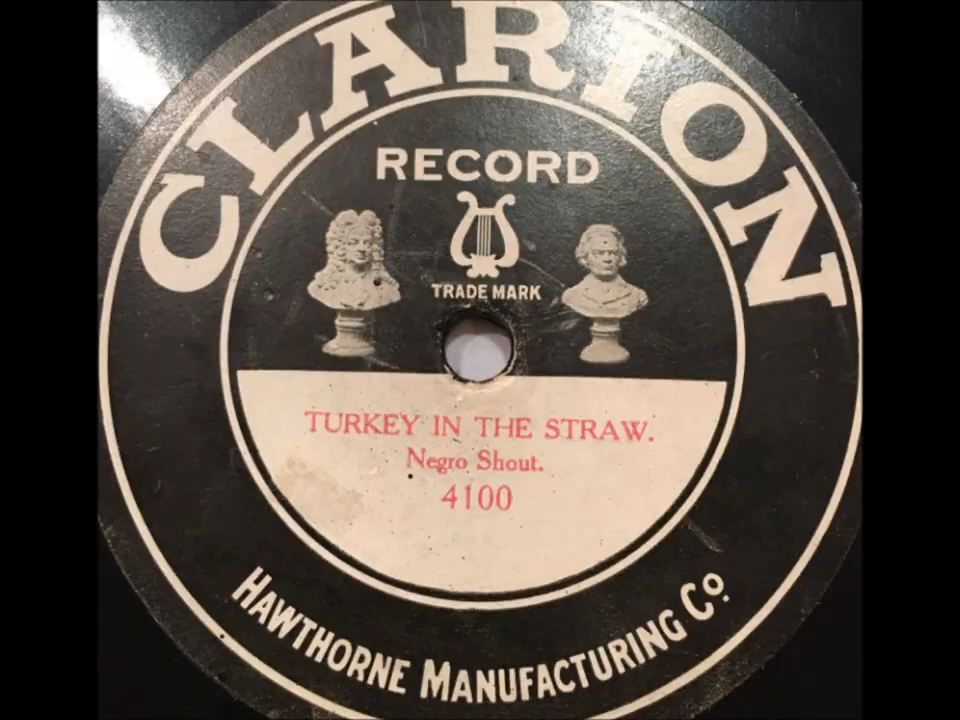 CLARION
RECORD
TRADE MARK
TURKEY IN THE STRAW.
Negro Shout.
4100
HAWTHORNE MANUFACTURING CO.